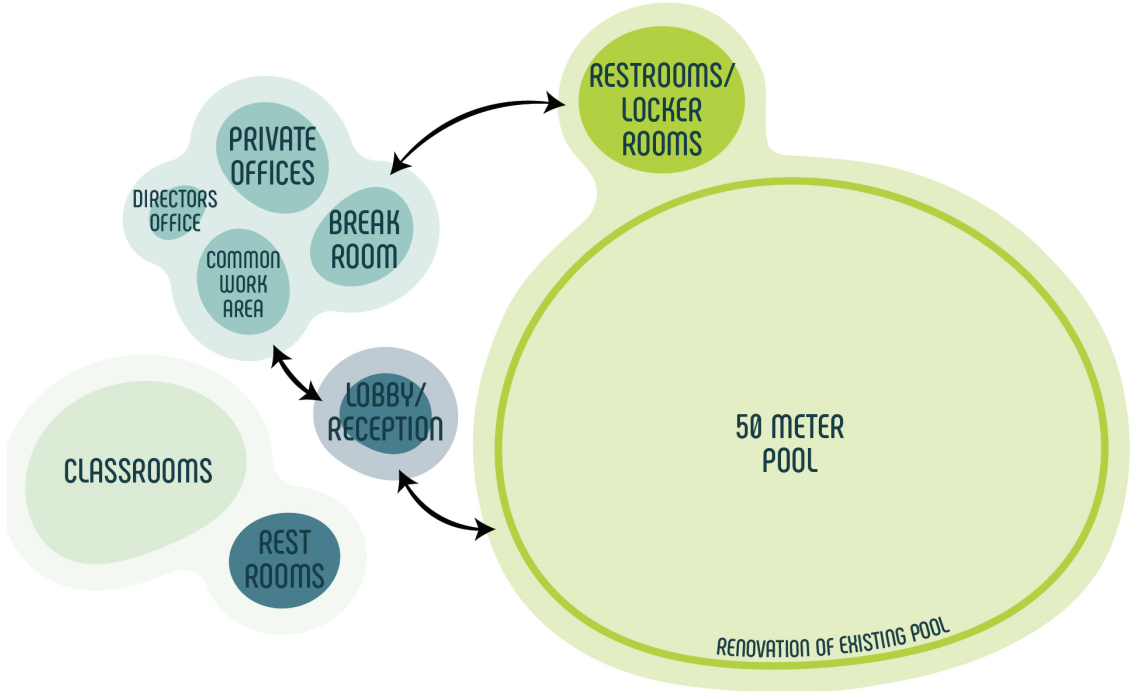 RESTROOMS/
LOCKER
ROOMS
PRIVATE
OFFICES
DIRECTORS
OFFICE
BREAK
ROOM
COMMON
WORK
AREA
LOBBY/
RECEPTION
CLASSROOMS
REST
ROOMS
50 METER
POOL
RENOVATION OF EXISTING POOL